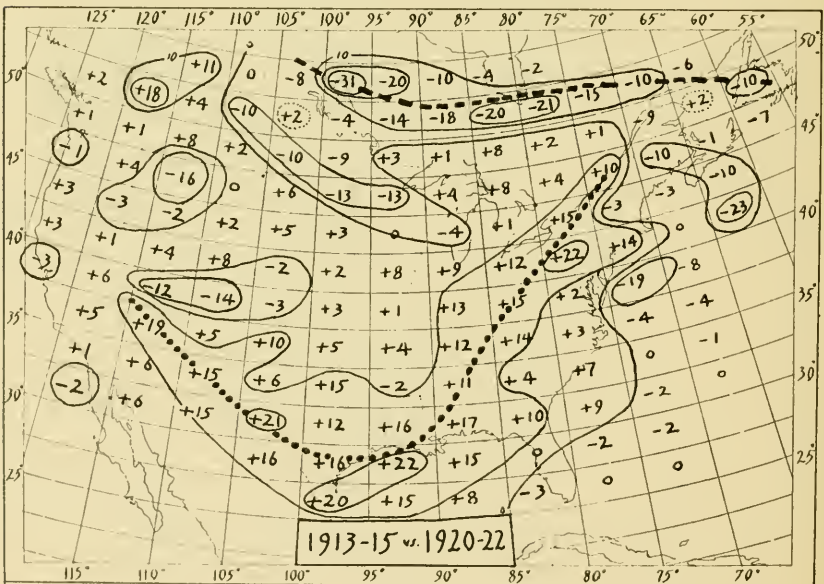 125° 120° 115° 110° 105° 100° 95° 90° 85° 80° 75° 70° 65° 60° 55°
10 10
+11 0 -8 -31 -20 -10 -4 -2 -6
50° +2 +18 +4 0 -10 -15 -10 -10 50°
+1 +1 -10 +2 -4 -14 -18 -20 -21 +2 -7
-1 +8 +2 -10 -9 +3 +1 +8 +2 +1 -9 -1
45° +4 -16 0 +6 -13 -13 +4 +8 +4 +10 -10 -10 45°
+3 -3 -2 +2 +5 +3 0 -4 +1 +15 -3 -3 -23
+3 +1 +4 +8 -2 +2 +8 +9 +12 +22 +14 0
40° -3 +6 -12 -14 -3 +3 +1 +13 +15 +2 -19 -8 40°
+5 +19 +5 +10 +5 +4 +12 +14 +3 -4 -4
35° +1 +6 +15 +6 +15 -2 +11 +4 +7 0 -1 35°
-2 +6 +15 +21 +12 +16 +17 +10 +9 -2 0
30° +16 +16 +22 +15 0 -2 -2 30°
25° +20 +15 +8 -3 0 0 25°
0
1913-15 vs. 1920-22
115° 110° 105° 100° 95° 90° 85° 80° 75° 70°